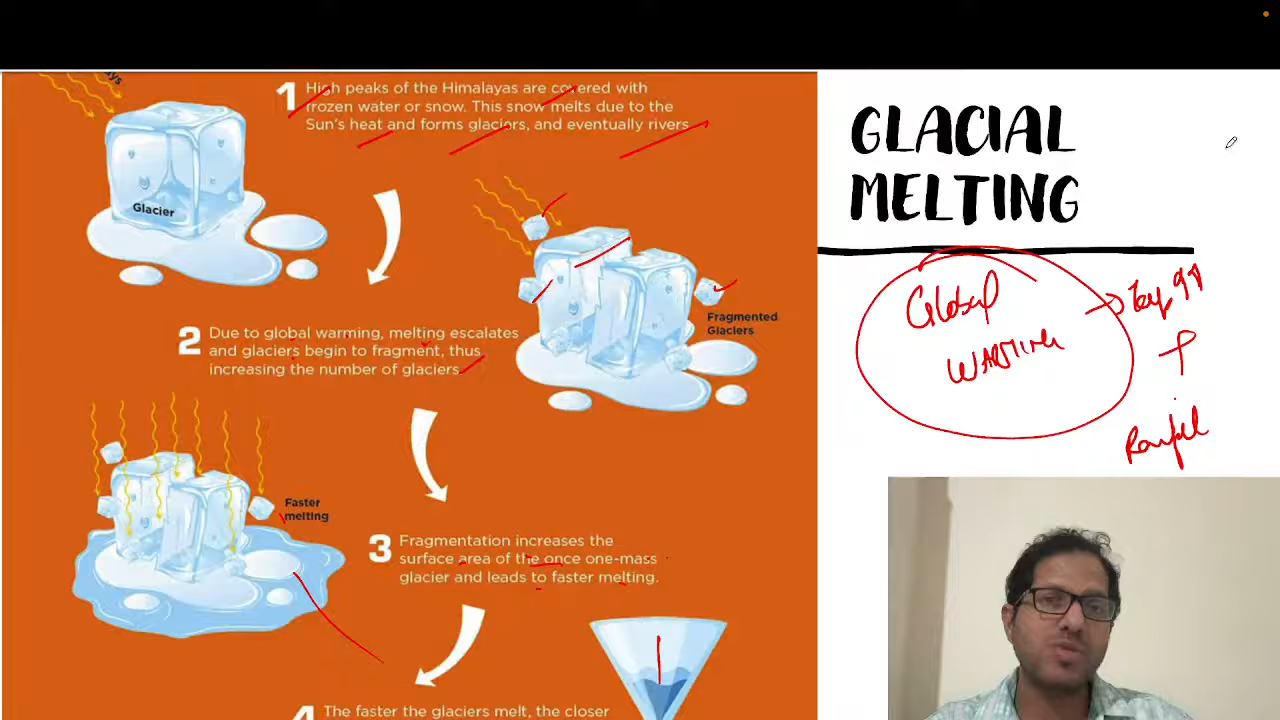 1
High peaks of the Himalayas are covered with
frozen water or snow. This snow melts due to the
Sun's heat and forms glaciers, and eventually rivers
Glacier
2
Due to global warming, melting escalates
and glaciers begin to fragment, thus
increasing the number of glaciers
Fragmented
Glaciers
Faster
melting
3
Fragmentation increases the
surface area of the once one-mass
glacier and leads to faster melting.
4
The faster the glaciers melt, the closer
GLACIAL
MELTING
Global
WARMING